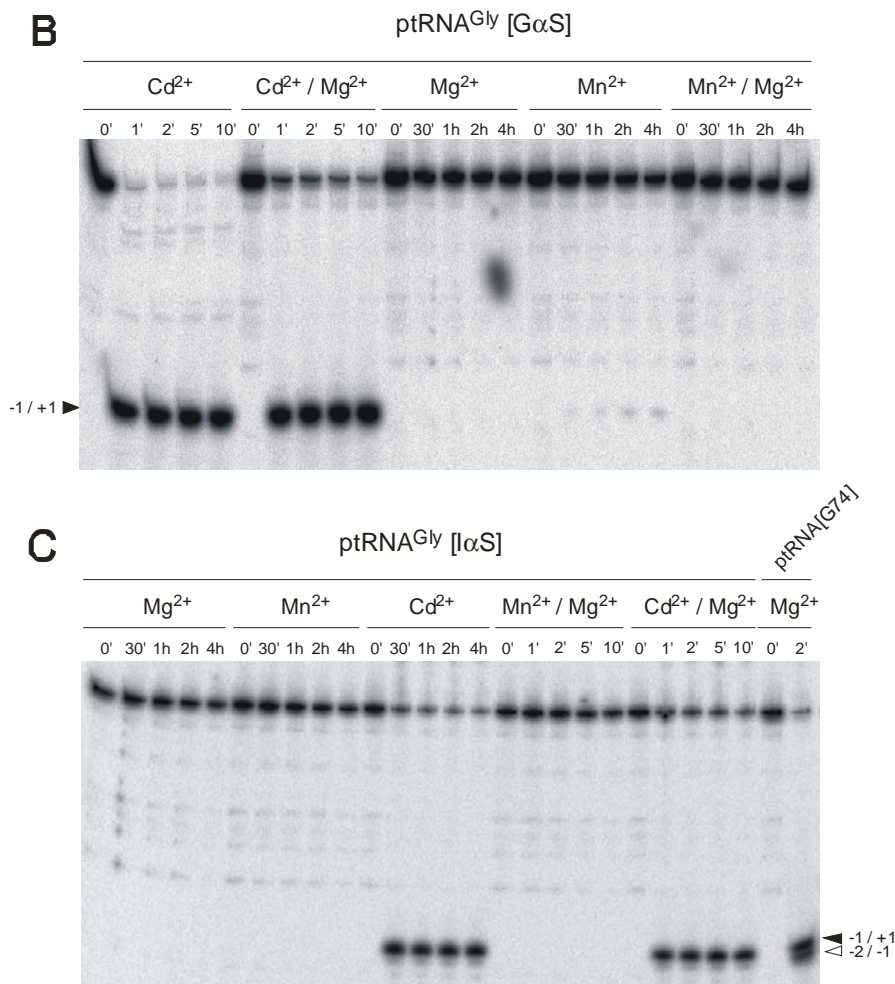 B
ptRNAᴳˡʸ [GαS]
Cd²⁺ Cd²⁺ / Mg²⁺ Mg²⁺ Mn²⁺ Mn²⁺ / Mg²⁺
0' 1' 2' 5' 10' 0' 1' 2' 5' 10' 0' 30' 1h 2h 4h 0' 30' 1h 2h 4h 0' 30' 1h 2h 4h
-1 / +1
C
ptRNAᴳˡʸ [IαS]
ptRNA[G74]
Mg²⁺ Mn²⁺ Cd²⁺ Mn²⁺ / Mg²⁺ Cd²⁺ / Mg²⁺ Mg²⁺
0' 30' 1h 2h 4h 0' 30' 1h 2h 4h 0' 30' 1h 2h 4h 0' 1' 2' 5' 10' 0' 1' 2' 5' 10' 0' 2'
-1 / +1
-2 / -1